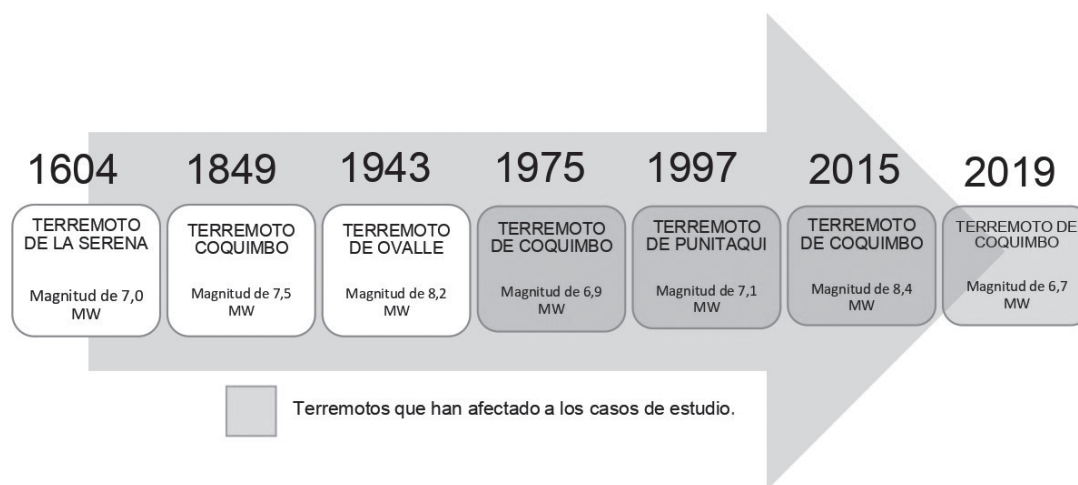 1604
TERREMOTO
DE LA SERENA
Magnitud de 7,0
MW
1849
TERREMOTO
COQUIMBO
Magnitud de 7,5
MW
1943
TERREMOTO
DE OVALLE
Magnitud de 8,2
MW
1975
TERREMOTO
DE COQUIMBO
Magnitud de 6,9
MW
1997
TERREMOTO
DE PUNITAQUI
Magnitud de 7,1
MW
2015
TERREMOTO
DE COQUIMBO
Magnitud de 8,4
MW
2019
TERREMOTO DE
COQUIMBO
Magnitud de 6,7
MW
Terremotos que han afectado a los casos de estudio.